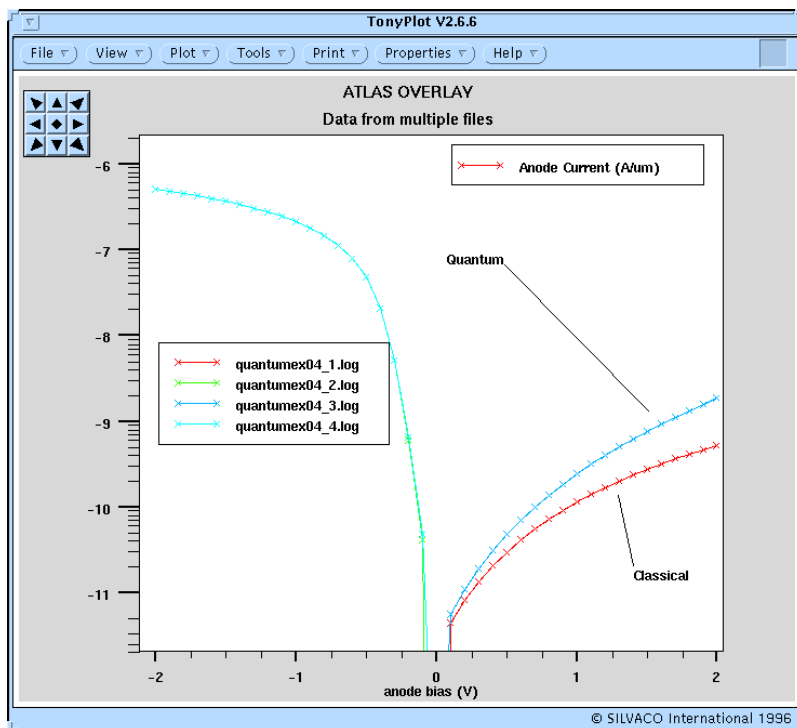 TonyPlot V2.6.6
File View Plot Tools Print Properties Help
ATLAS OVERLAY
Data from multiple files
Anode Current (A/um)
Quantum
quantumex04_1.log
quantumex04_2.log
quantumex04_3.log
quantumex04_4.log
Classical
-6
-7
-8
-9
-10
-11
-2 -1 0 1 2
anode bias (V)
© SILVACO International 1996